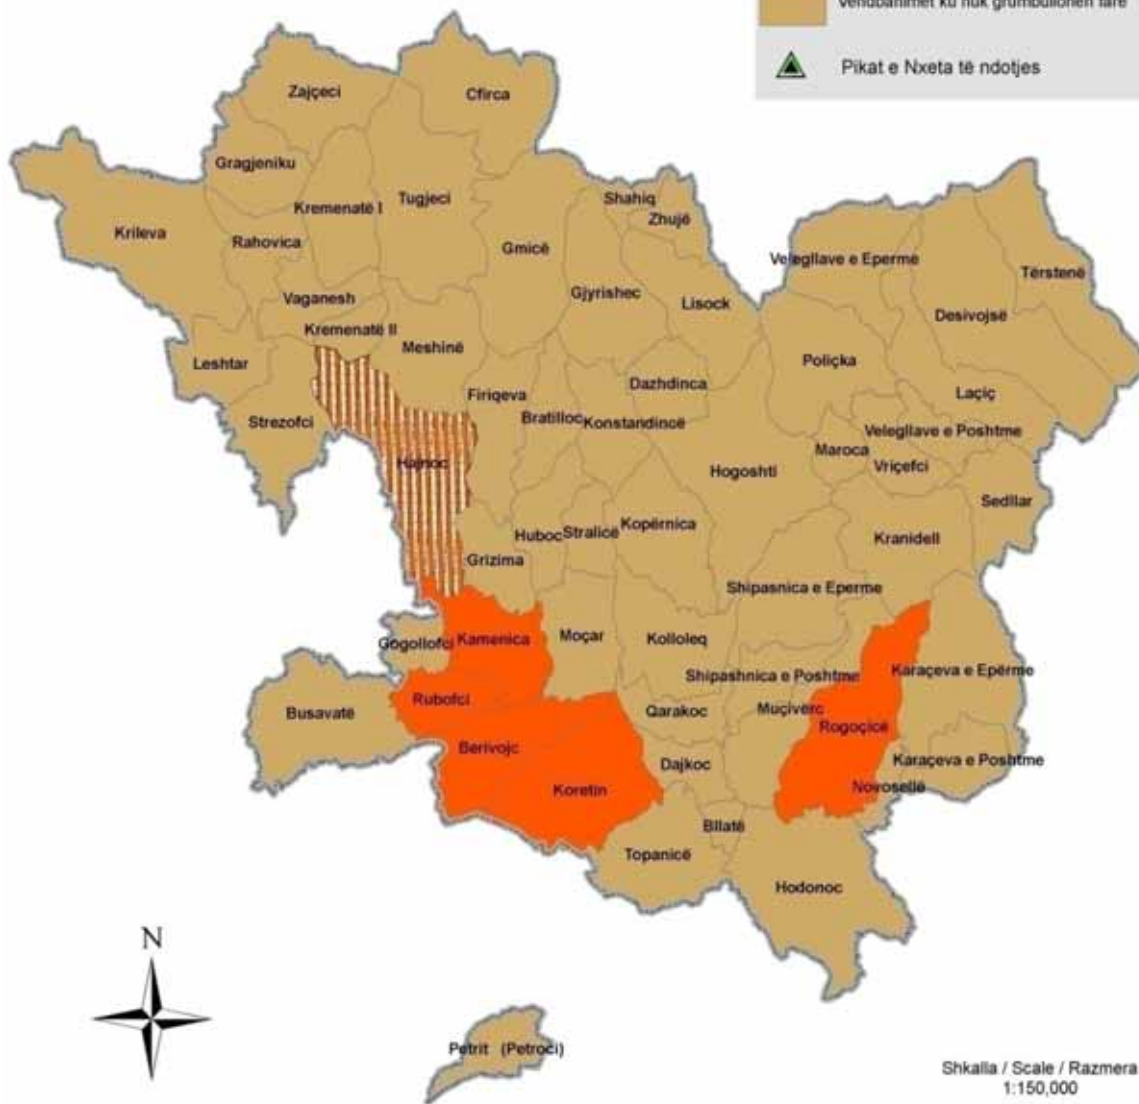 Vendbanimet ku nuk grumbullohen fare
Pikat e Nxeta të ndotjes
Zajçeci
Cfirca
Gragjeniku
Shahiq
Kremenatë I
Tugjeci
Zhujë
Krileva
Rahovica
Gmicë
Velegllave e Eperme
Tërstenë
Vaganesh
Gjyrishec
Lisock
Desivojsë
Kremenatë II
Meshinë
Leshtar
Poliçka
Dazhdinca
Firiqeva
Laçiç
Strezofci
Bratilloc
Konstandincë
Velegllave e Poshtme
Maroca
Hajnoc
Hogoshti
Vriçefci
Sedllar
Kopërnica
Huboc
Stralicë
Kranidell
Grizima
Shipasnica e Eperme
Gogollofci
Kamenica
Moçar
Kolloleq
Shipashnica e Poshtme
Karaçeva e Epërme
Rubofci
Busavatë
Qarakoc
Muçiverc
Rogoçicë
Berivojc
Dajkoc
Karaçeva e Poshtme
Koretin
Novosellë
Bllatë
Topanicë
Hodonoc
N
Petrit (Petroci)
Shkalla / Scale / Razmera
1:150,000